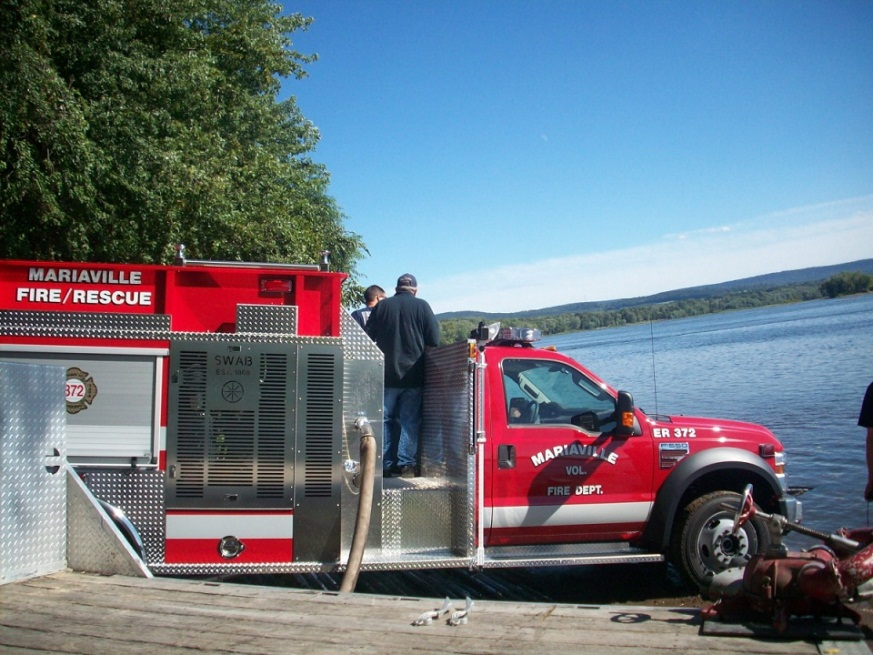 MARIAVILLE
FIRE/RESCUE
SWAB
372
ER 372
MARIAVILLE
VOL.
FIRE DEPT.